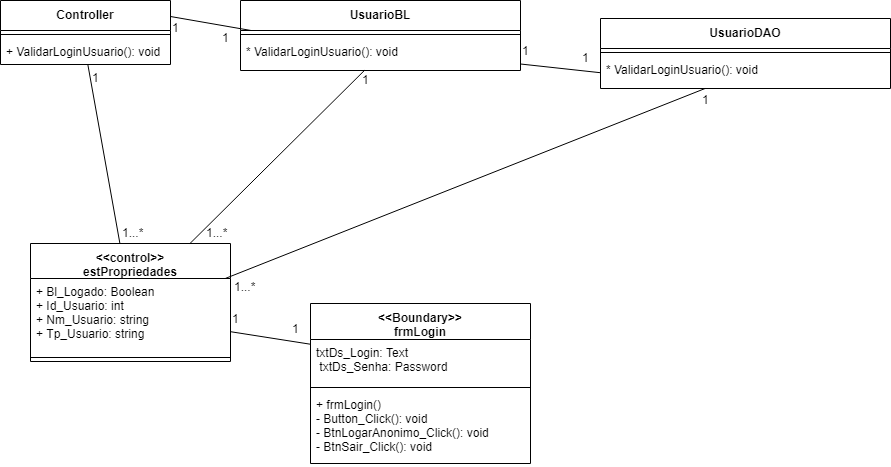 Controller
+ ValidarLoginUsuario(): void
1
1
UsuarioBL
* ValidarLoginUsuario(): void
1
1
UsuarioDAO
* ValidarLoginUsuario(): void
1
1
1
1...*
1...*
1...*
<<control>>
estPropriedades
+ Bl_Logado: Boolean
+ Id_Usuario: int
+ Nm_Usuario: string
+ Tp_Usuario: string
1
1
<<Boundary>>
frmLogin
txtDs_Login: Text
txtDs_Senha: Password
+ frmLogin()
- Button_Click(): void
- BtnLogarAnonimo_Click(): void
- BtnSair_Click(): void